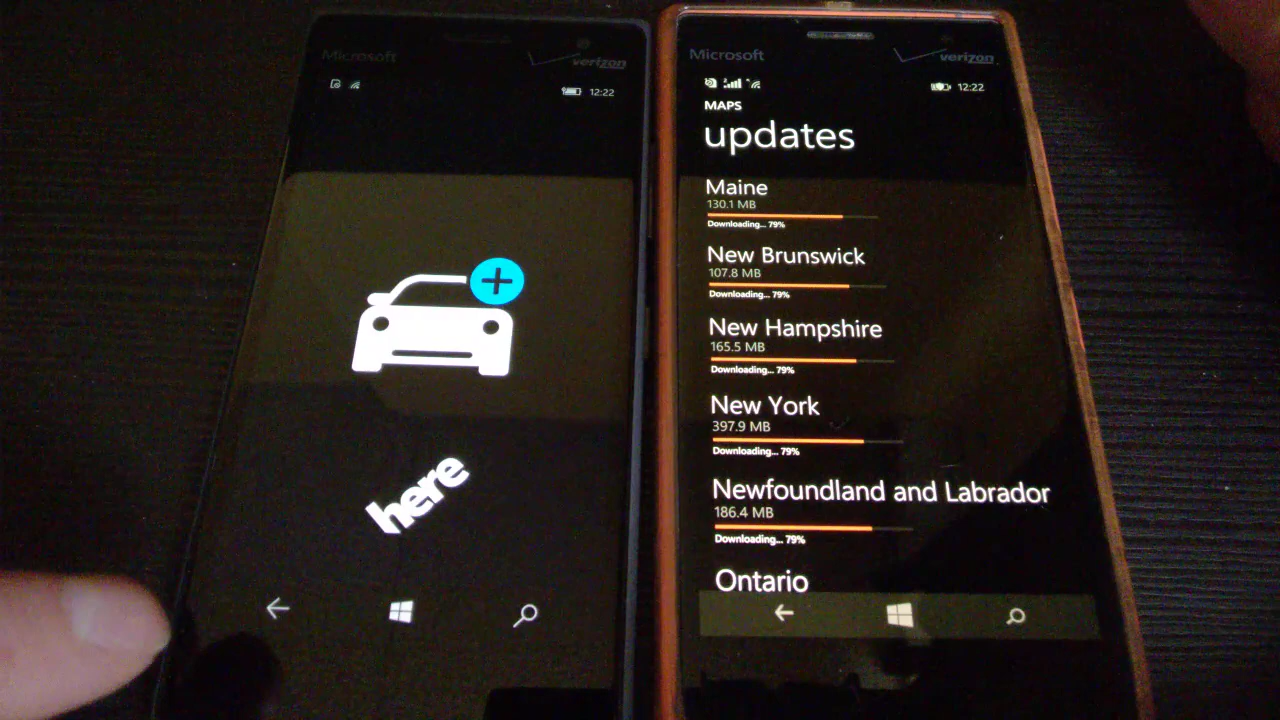 Microsoft
verizon
12:22
here
Microsoft
verizon
12:22
MAPS
updates
Maine
130.1 MB
Downloading... 79%
New Brunswick
107.8 MB
Downloading... 79%
New Hampshire
165.5 MB
Downloading... 79%
New York
397.9 MB
Downloading... 79%
Newfoundland and Labrador
186.4 MB
Downloading... 79%
Ontario